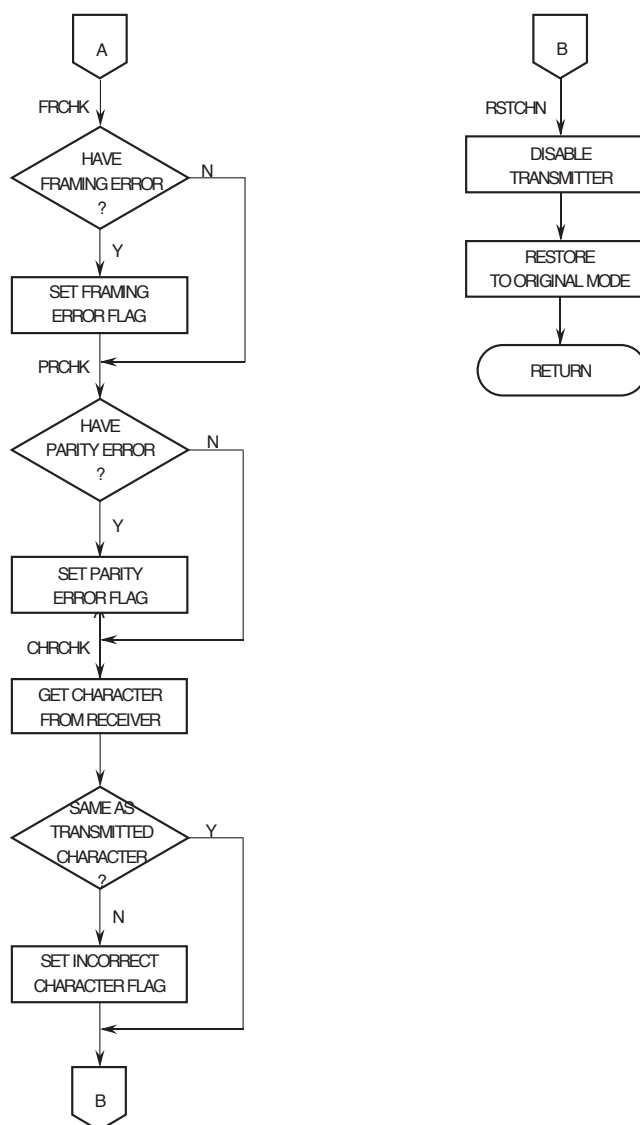 A
FRCHK
HAVE
FRAMING ERROR
?
N
Y
SET FRAMING
ERROR FLAG
PRCHK
HAVE
PARITY ERROR
?
N
Y
SET PARITY
ERROR FLAG
CHRCHK
GET CHARACTER
FROM RECEIVER
SAME AS
TRANSMITTED
CHARACTER
?
Y
N
SET INCORRECT
CHARACTER FLAG
B
B
RSTCHN
DISABLE
TRANSMITTER
RESTORE
TO ORIGINAL MODE
RETURN